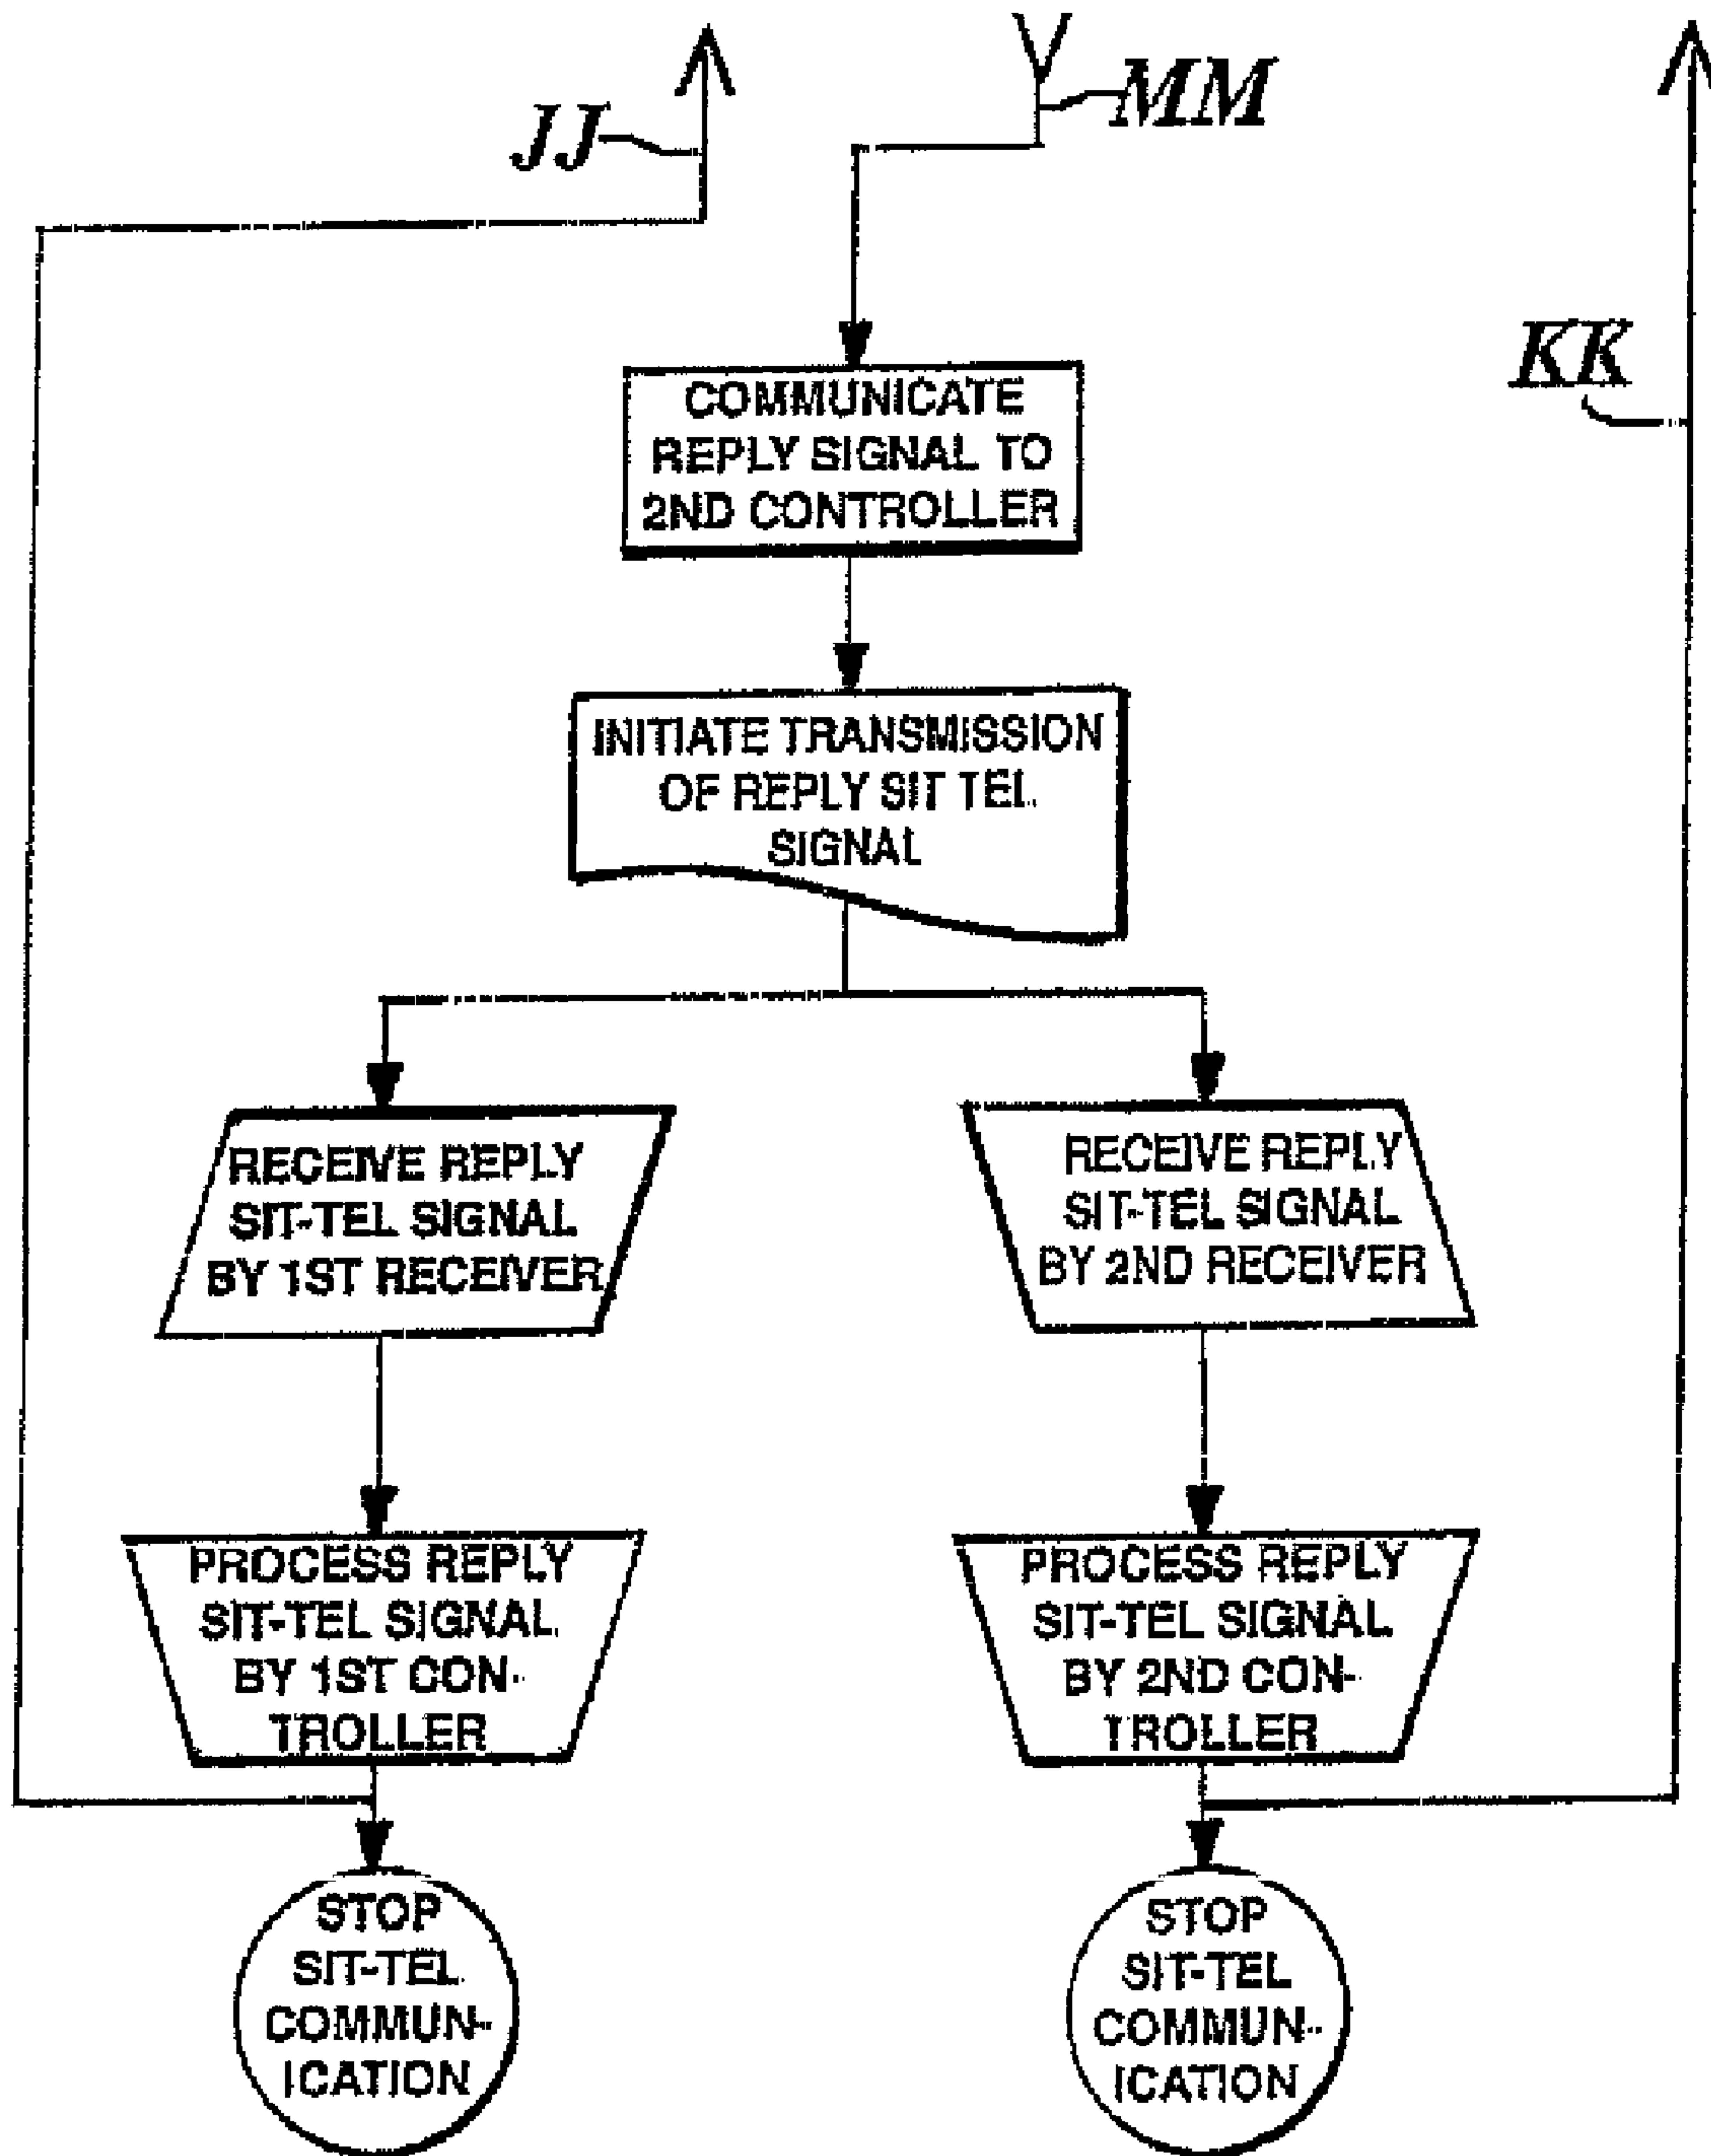 JJ
MM
KK
COMMUNICATE
REPLY SIGNAL TO
2ND CONTROLLER
INITIATE TRANSMISSION
OF REPLY SIT TEL
SIGNAL
RECEIVE REPLY
SIT-TEL SIGNAL
BY 1ST RECEIVER
RECEIVE REPLY
SIT-TEL SIGNAL
BY 2ND RECEIVER
PROCESS REPLY
SIT-TEL SIGNAL
BY 1ST CON-
TROLLER
PROCESS REPLY
SIT-TEL SIGNAL
BY 2ND CON-
TROLLER
STOP
SIT-TEL
COMMUN-
ICATION
STOP
SIT-TEL
COMMUN-
ICATION